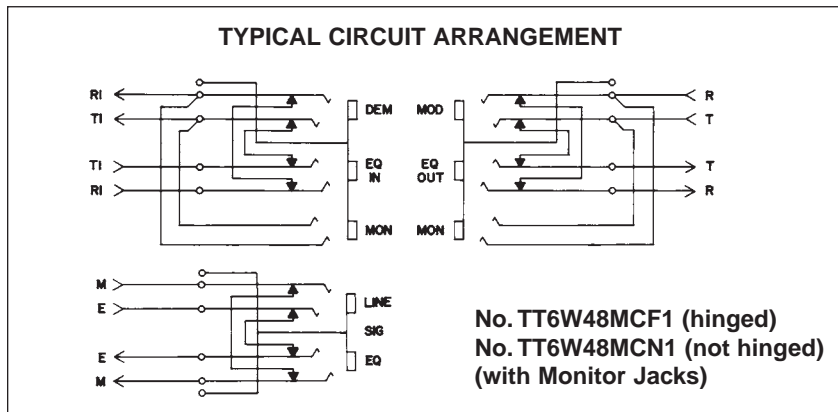 TYPICAL CIRCUIT ARRANGEMENT
RI
TI
TI
RI
DEM
EQ
IN
MON
MOD
EQ
OUT
MON
R
T
T
R
M
E
E
M
LINE
SIG
EQ
No. TT6W48MCF1 (hinged)
No. TT6W48MCN1 (not hinged)
(with Monitor Jacks)